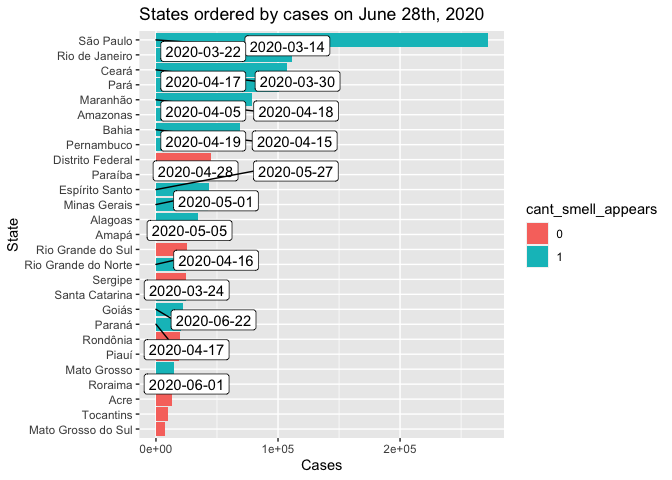 States ordered by cases on June 28th, 2020
State
São Paulo
Rio de Janeiro
Ceará
Pará
Maranhão
Amazonas
Bahia
Pernambuco
Distrito Federal
Paraíba
Espírito Santo
Minas Gerais
Alagoas
Amapá
Rio Grande do Sul
Rio Grande do Norte
Sergipe
Santa Catarina
Goiás
Paraná
Rondônia
Piauí
Mato Grosso
Roraima
Acre
Tocantins
Mato Grosso do Sul
2020-03-22 2020-03-14
2020-04-17 2020-03-30
2020-04-05 2020-04-18
2020-04-19 2020-04-15
2020-04-28 2020-05-27
2020-05-01
2020-05-05
2020-04-16
2020-03-24
2020-06-22
2020-04-17
2020-06-01
0e+00 1e+05 2e+05
Cases
cant_smell_appears
0
1